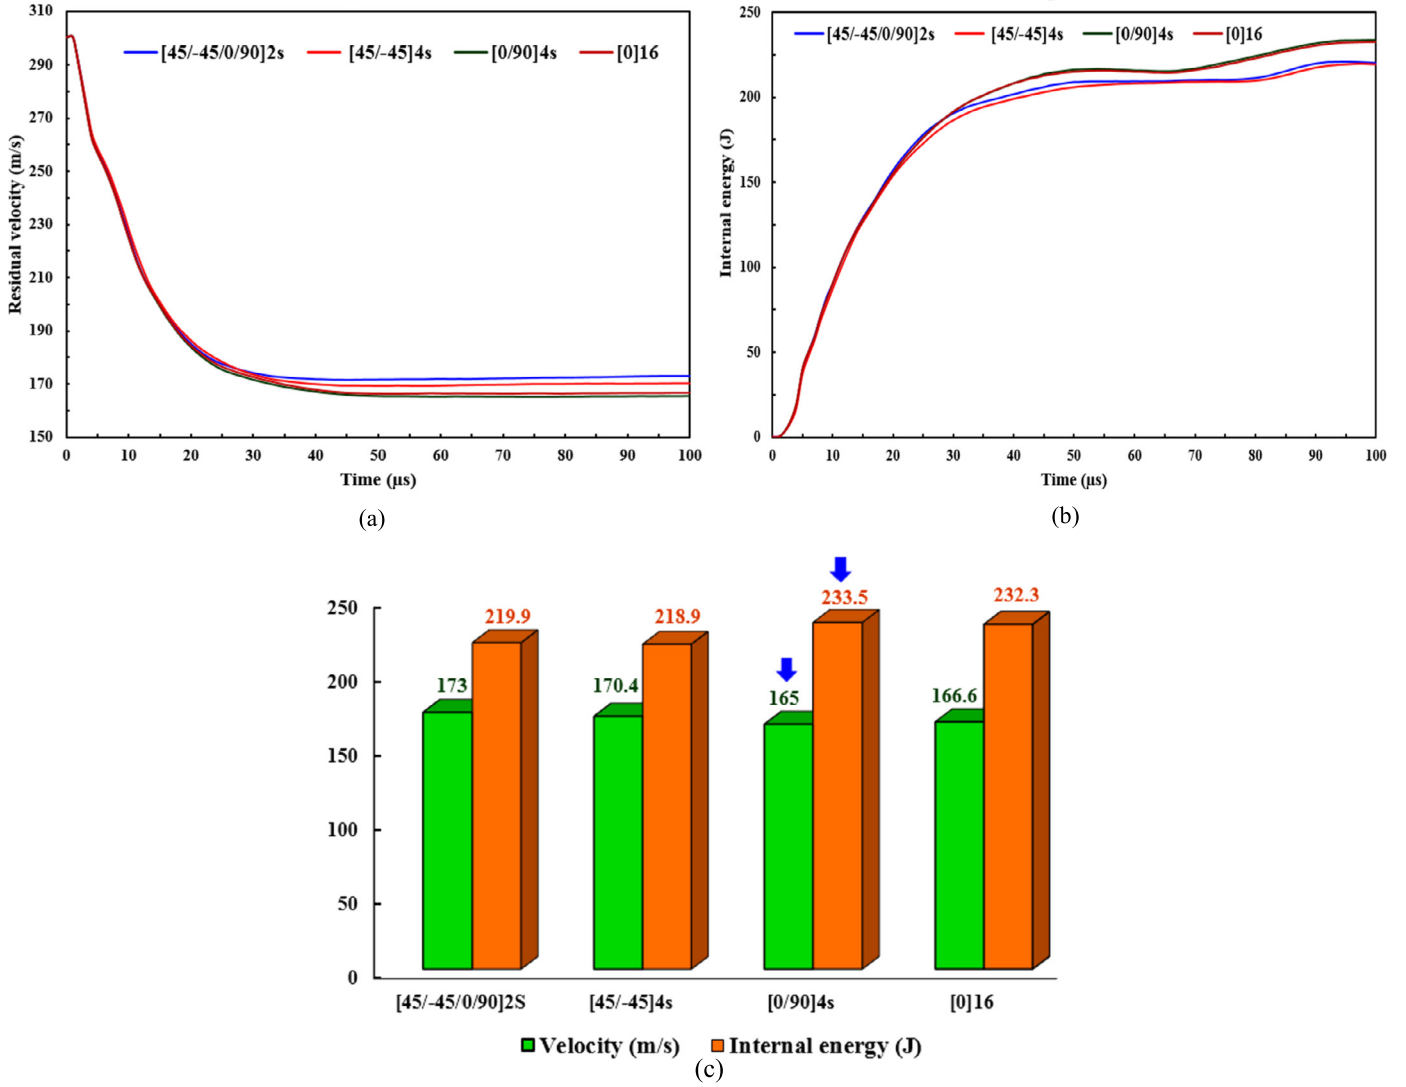 310
290
270
250
230
210
190
170
150
Residual velocity (m/s)
[45/-45/0/90]2s [45/-45]4s [0/90]4s [0]16
0 10 20 30 40 50 60 70 80 90 100
Time (µs)
(a)
250
200
150
100
50
0
Internal energy (J)
[45/-45/0/90]2s [45/-45]4s [0/90]4s [0]16
0 10 20 30 40 50 60 70 80 90 100
Time (µs)
(b)
250
200
150
100
50
0
219.9 218.9 233.5 232.3
173 170.4 165 166.6
[45/-45/0/90]2S [45/-45]4s [0/90]4s [0]16
Velocity (m/s) Internal energy (J)
(c)